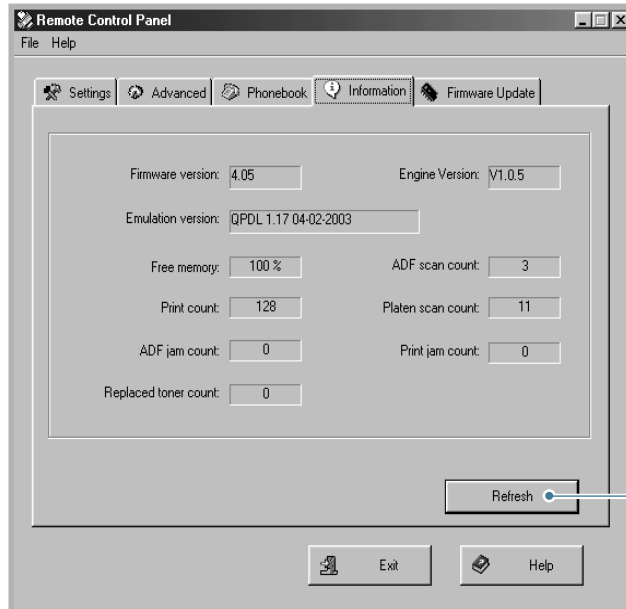 Remote Control Panel
File Help
Settings Advanced Phonebook Information Firmware Update
Firmware version: 4.05 Engine Version: V1.0.5
Emulation version: QPDL 1.17 04-02-2003
Free memory: 100 % ADF scan count: 3
Print count: 128 Platen scan count: 11
ADF jam count: 0 Print jam count: 0
Replaced toner count: 0
Refresh
Exit Help